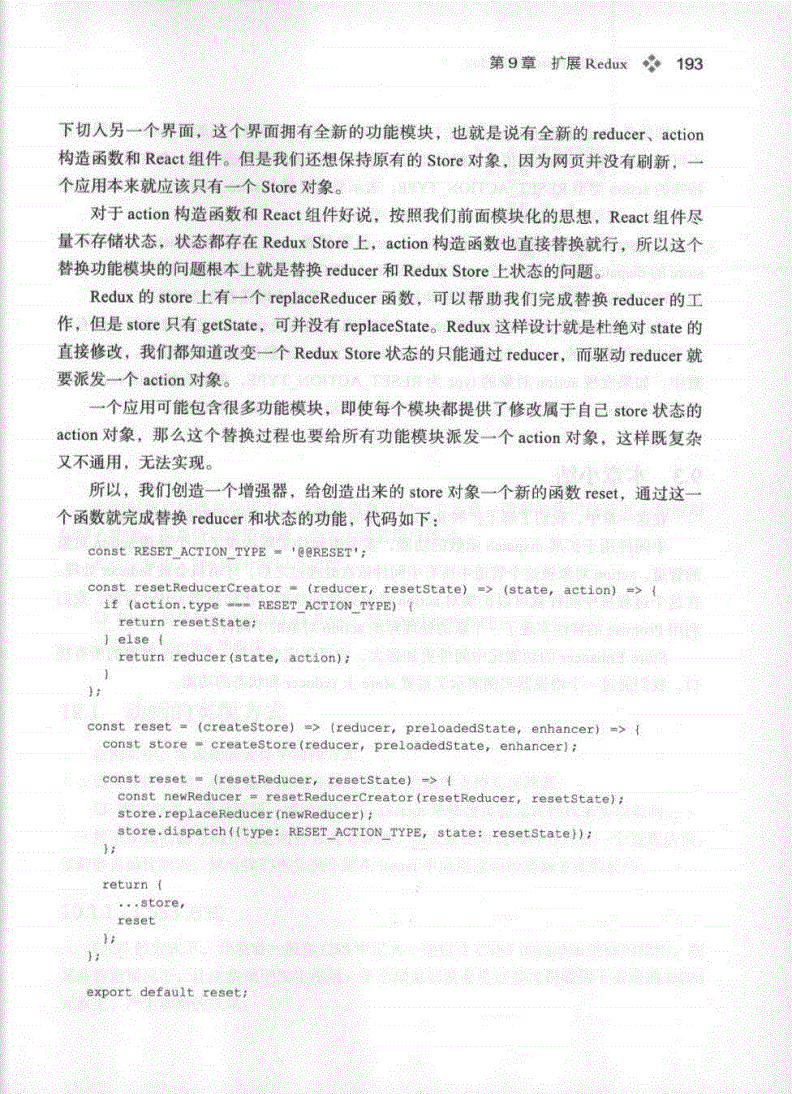 第9章 扩展 Redux 193
下切入另一个界面，这个界面拥有全新的功能模块，也就是说有全新的 reducer、action
构造函数和 React 组件。但是我们还想保持原有的 Store 对象，因为网页并没有刷新，一
个应用本来就应该只有一个 Store 对象。
对于 action 构造函数和 React 组件好说，按照我们前面模块化的思想，React 组件尽
量不存储状态，状态都存在 Redux Store 上，action 构造函数也直接替换就行，所以这个
替换功能模块的问题根本上就是替换 reducer 和 Redux Store 上状态的问题。
Redux 的 store 上有一个 replaceReducer 函数，可以帮助我们完成替换 reducer 的工
作，但是 store 只有 getState，可并没有 replaceState。Redux 这样设计就是杜绝对 state 的
直接修改，我们都知道改变一个 Redux Store 状态的只能通过 reducer，而驱动 reducer 就
要派发一个 action 对象。
一个应用可能包含很多功能模块，即使每个模块都提供了修改属于自己 store 状态的
action 对象，那么这个替换过程也要给所有功能模块派发一个 action 对象，这样既复杂
又不通用，无法实现。
所以，我们创造一个增强器，给创造出来的 store 对象一个新的函数 reset，通过这一
个函数就完成替换 reducer 和状态的功能，代码如下：
const RESET_ACTION_TYPE = '@@RESET';
const resetReducerCreator = (reducer, resetState) => (state, action) => {
if (action.type === RESET_ACTION_TYPE) {
return resetState;
} else {
return reducer(state, action);
}
};
const reset = (createStore) => (reducer, preloadedState, enhancer) => {
const store = createStore(reducer, preloadedState, enhancer);
const reset = (resetReducer, resetState) => {
const newReducer = resetReducerCreator(resetReducer, resetState);
store.replaceReducer(newReducer);
store.dispatch({type: RESET_ACTION_TYPE, state: resetState});
};
return {
...store,
reset
};
};
export default reset;